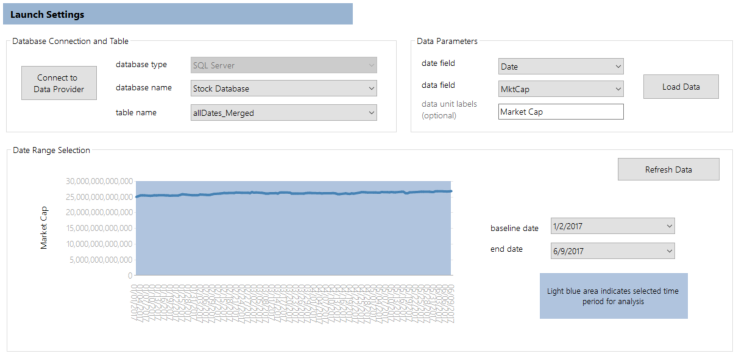 Launch Settings
Database Connection and Table
Connect to
Data Provider
database type
SQL Server
database name
Stock Database
table name
allDates_Merged
Data Parameters
date field
Date
data field
MktCap
data unit labels
(optional)
Market Cap
Load Data
Date Range Selection
Refresh Data
Market Cap
30,000,000,000,000
25,000,000,000,000
20,000,000,000,000
15,000,000,000,000
10,000,000,000,000
5,000,000,000,000
0
baseline date
1/2/2017
end date
6/9/2017
Light blue area indicates selected time
period for analysis